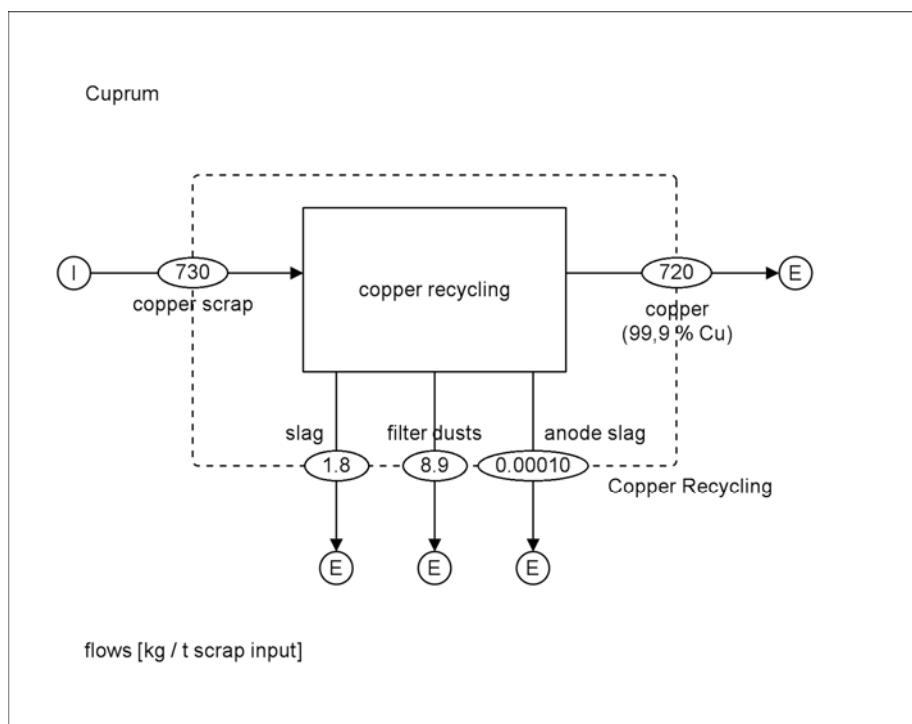 Cuprum
I
730
copper scrap
copper recycling
720
copper
(99,9 % Cu)
E
slag
filter dusts
anode slag
1.8
8.9
0.00010
Copper Recycling
E
E
E
flows [kg / t scrap input]